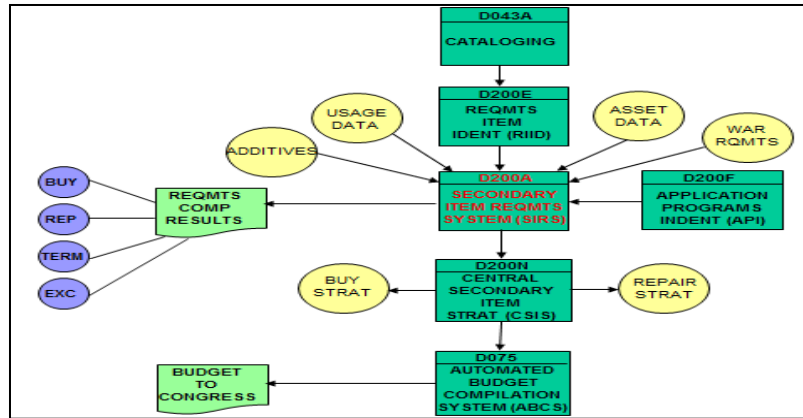 D043A
CATALOGING
D200E
REQMTS
ITEM
IDENT (RIID)
USAGE
DATA
ASSET
DATA
ADDITIVES
WAR
RQMTS
D200A
SECONDARY
ITEM REQMTS
SYSTEM (SIRS)
D200F
APPLICATION
PROGRAMS
INDENT (API)
BUY
REP
TERM
EXC
REQMTS
COMP
RESULTS
D200N
CENTRAL
SECONDARY
ITEM
STRAT (CSIS)
BUY
STRAT
REPAIR
STRAT
D075
AUTOMATED
BUDGET
COMPILATION
SYSTEM (ABCS)
BUDGET
TO
CONGRESS